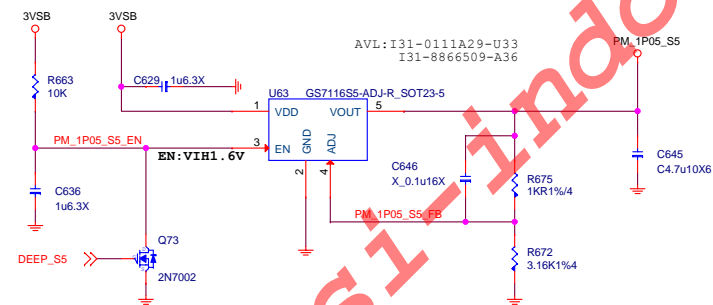 3VSB
3VSB
AVL:I31-0111A29-U33
I31-8866509-A36
PM_1P05_S5
R663
10K
C629
1u6.3X
U63
GS7116S5-ADJ-R_SOT23-5
1
VDD
VOUT
5
PM_1P05_S5_EN
3
EN
GND
ADJ
EN:VIH1.6V
2
4
C646
X_0.1u16X
R675
1KR1%/4
C645
C4.7u10X6
C636
1u6.3X
PM_1P05_S5_FB
Q73
DEEP_S5
2N7002
R672
3.16K1%4
si-indo